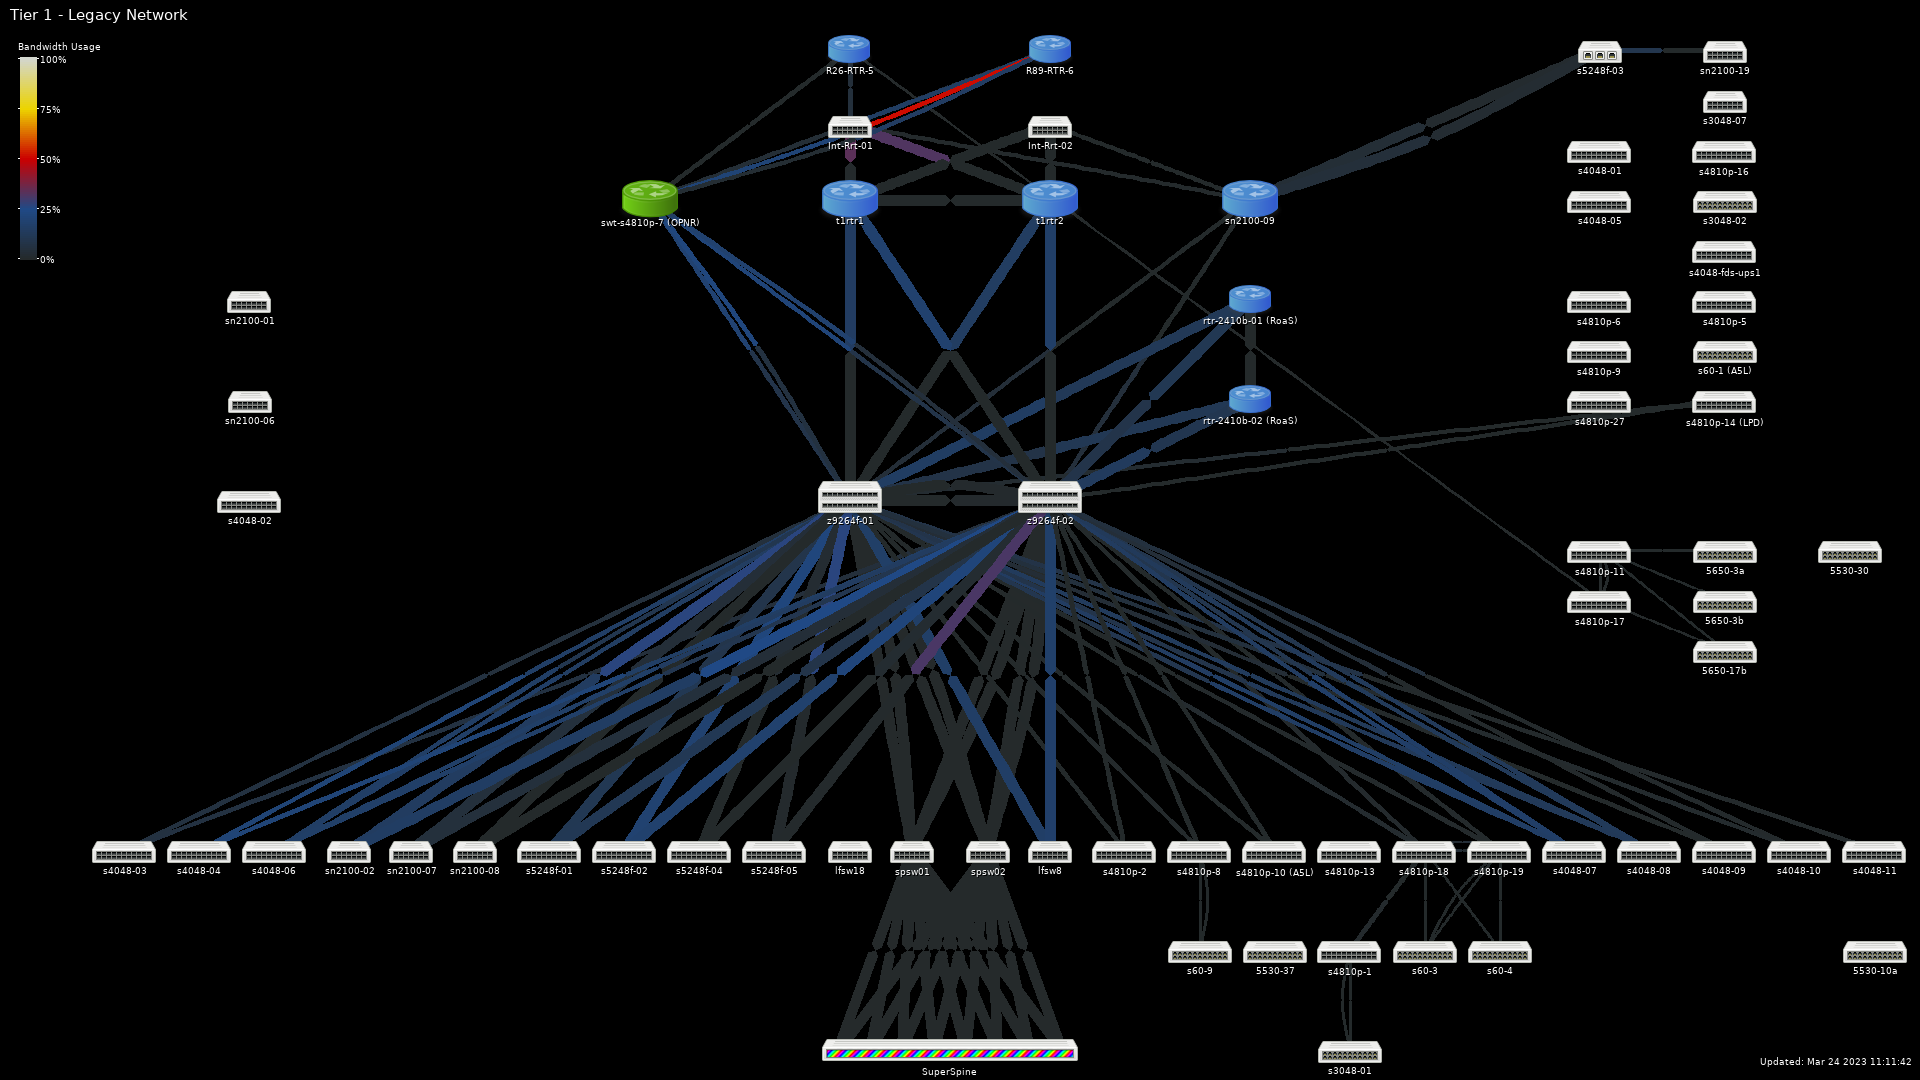 Tier 1 - Legacy Network
Bandwidth Usage
100%
75%
50%
25%
0%
R26-RTR-5
R89-RTR-6
s5248f-03
sn2100-19
s3048-07
Int-Rrt-01
Int-Rrt-02
s4048-01
s4810p-16
swt-s4810p-7 (OPNR)
t1rtr1
t1rtr2
sn2100-09
s4048-05
s3048-02
s4048-fds-ups1
sn2100-01
rtr-2410b-01 (RoaS)
s4810p-6
s4810p-5
s4810p-9
s60-1 (A5L)
sn2100-06
rtr-2410b-02 (RoaS)
s4810p-27
s4810p-14 (LPD)
s4048-02
z9264f-01
z9264f-02
s4810p-11
5650-3a
5530-30
s4810p-17
5650-3b
5650-17b
s4048-03
s4048-04
s4048-06
sn2100-02
sn2100-07
sn2100-08
s5248f-01
s5248f-02
s5248f-04
s5248f-05
lfsw18
spsw01
spsw02
lfsw8
s4810p-2
s4810p-8
s4810p-10 (A5L)
s4810p-13
s4810p-18
s4810p-19
s4048-07
s4048-08
s4048-09
s4048-10
s4048-11
s60-9
5530-37
s4810p-1
s60-3
s60-4
5530-10a
SuperSpine
s3048-01
Updated: Mar 24 2023 11:11:42